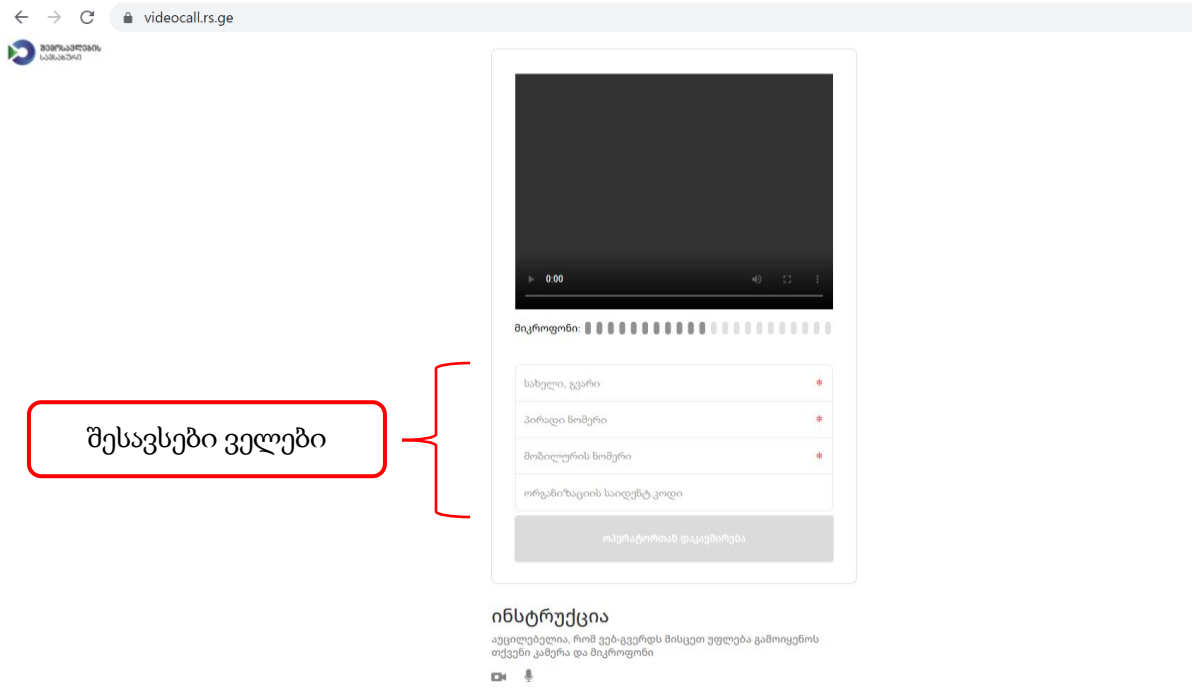 videocall.rs.ge
ᲨᲔᲛᲝᲡᲐᲕᲚᲔᲑᲘᲡ
ᲡᲐᲛᲡᲐᲮᲣᲠᲘ
0:00
მიკროფონი:
სახელი, გვარი *
პირადი ნომერი *
შესავსები ველები
მობილურის ნომერი *
ორგანიზაციის საიდენტ.კოდი
ოპერატორთან დაკავშირება
ინსტრუქცია
აუცილებელია, რომ ვებ-გვერდს მისცეთ უფლება გამოიყენოს
თქვენი კამერა და მიკროფონი